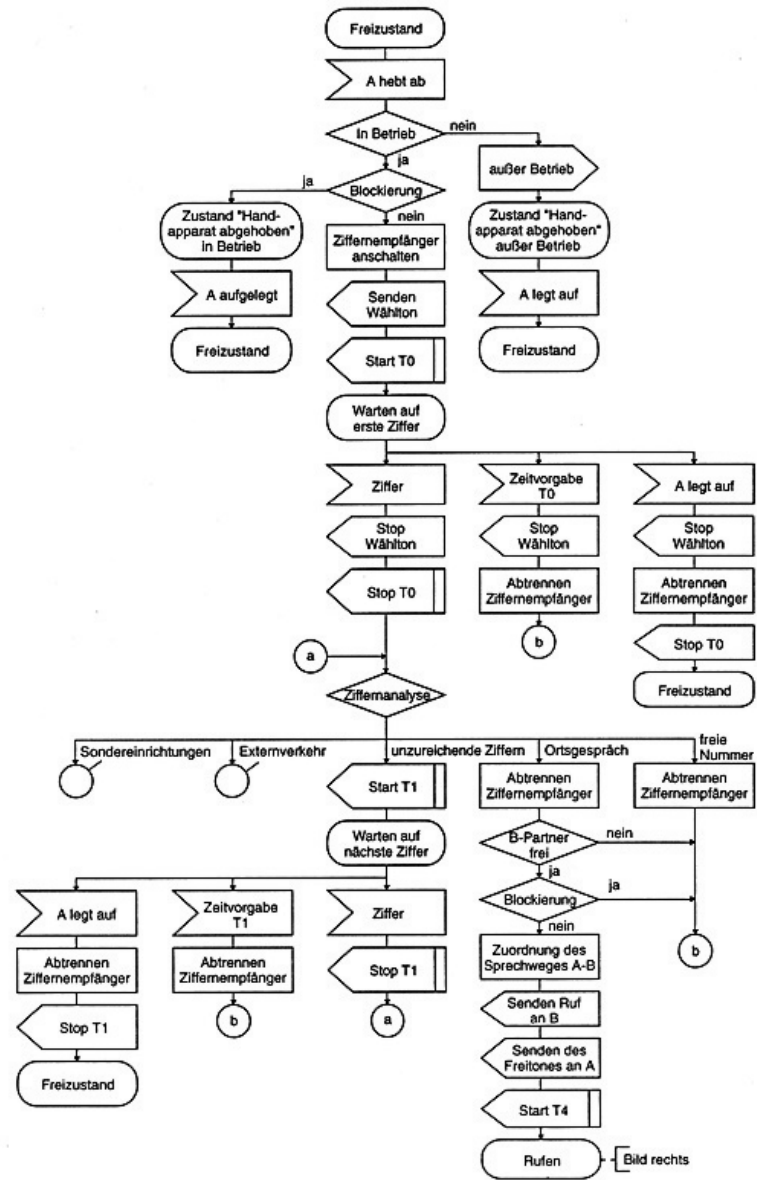 Freizustand
A hebt ab
In Betrieb
nein
ja
außer Betrieb
ja
Blockierung
nein
Zustand "Hand-
apparat abgehoben"
in Betrieb
Ziffernempfänger
anschalten
Zustand "Hand-
apparat abgehoben"
außer Betrieb
A aufgelegt
Senden
Wählton
A legt auf
Freizustand
Start T0
Freizustand
Warten auf
erste Ziffer
Ziffer
Zeitvorgabe
T0
A legt auf
Stop
Wählton
Stop
Wählton
Stop
Wählton
Stop T0
Abtrennen
Ziffernempfänger
Abtrennen
Ziffernempfänger
a
b
Stop T0
Ziffernanalyse
Freizustand
Sondereinrichtungen
Externverkehr
unzureichende Ziffern
Ortsgespräch
freie
Nummer
Start T1
Abtrennen
Ziffernempfänger
Abtrennen
Ziffernempfänger
Warten auf
nächste Ziffer
B-Partner
frei
nein
ja
A legt auf
Zeitvorgabe
T1
Ziffer
Blockierung
ja
nein
Abtrennen
Ziffernempfänger
Abtrennen
Ziffernempfänger
Stop T1
Zuordnung des
Sprechweges A-B
b
Stop T1
b
a
Senden Ruf
an B
Freizustand
Senden des
Freitones an A
Start T4
Rufen
Bild rechts